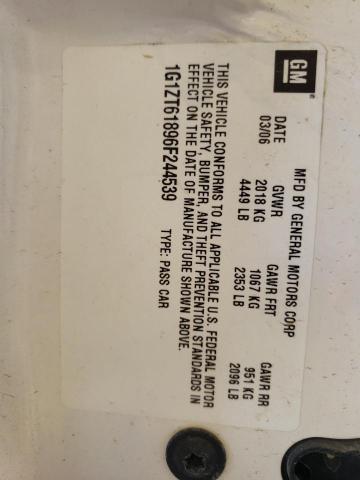 GM
MFD BY GENERAL MOTORS CORP
DATE GVWR GAWR FRT GAWR RR
03/06 2018 KG 1067 KG 951 KG
4449 LB 2353 LB 2096 LB
THIS VEHICLE CONFORMS TO ALL APPLICABLE U.S. FEDERAL MOTOR
VEHICLE SAFETY, BUMPER, AND THEFT PREVENTION STANDARDS IN
EFFECT ON THE DATE OF MANUFACTURE SHOWN ABOVE.
1G1ZT61896F244539 TYPE: PASS CAR